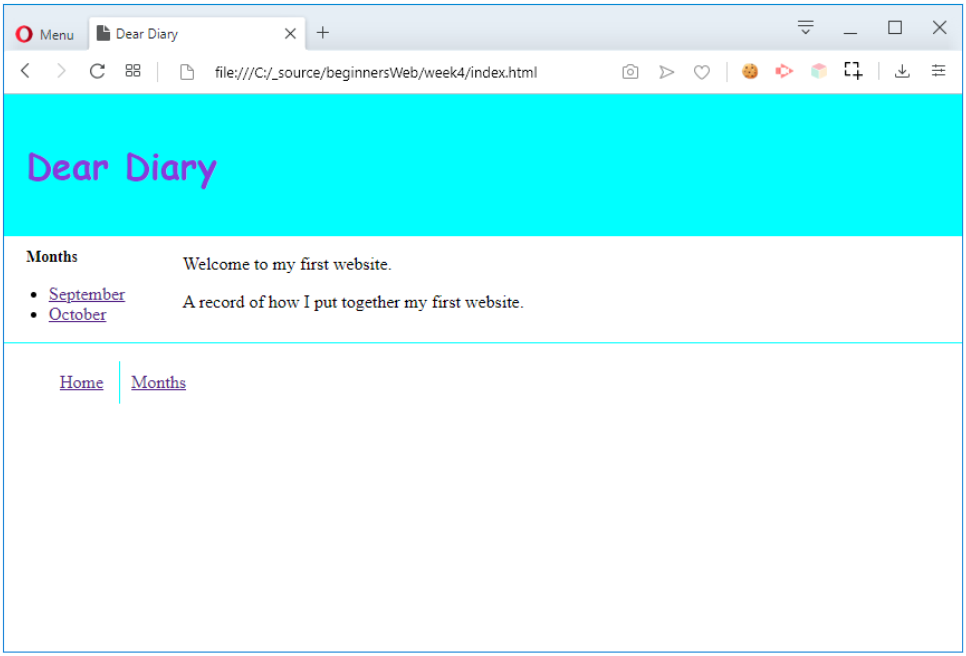 Menu
Dear Diary
file:///C:/_source/beginnersWeb/week4/index.html
Dear Diary
Months
September
October
Welcome to my first website.
A record of how I put together my first website.
Home
Months